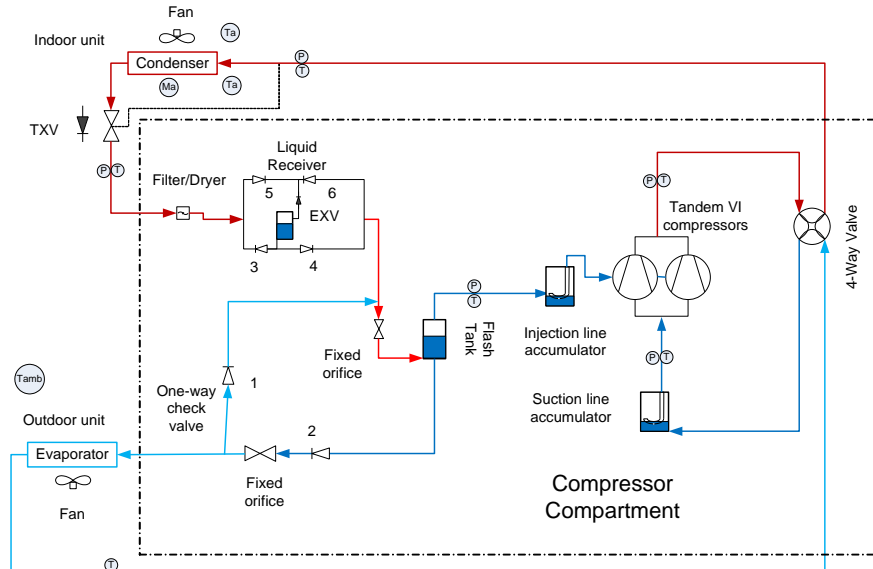 Fan
Ta
Indoor unit
Condenser
P
T
Ma
Ta
TXV
P T
Filter/Dryer
Liquid
Receiver
5
6
EXV
3
4
P T
Tandem VI
compressors
4-Way Valve
P
T
Injection line
accumulator
Flash
Tank
Fixed
orifice
P T
Suction line
accumulator
Tamb
One-way
check
valve
1
Outdoor unit
2
Evaporator
Fixed
orifice
Fan
Compressor
Compartment
T